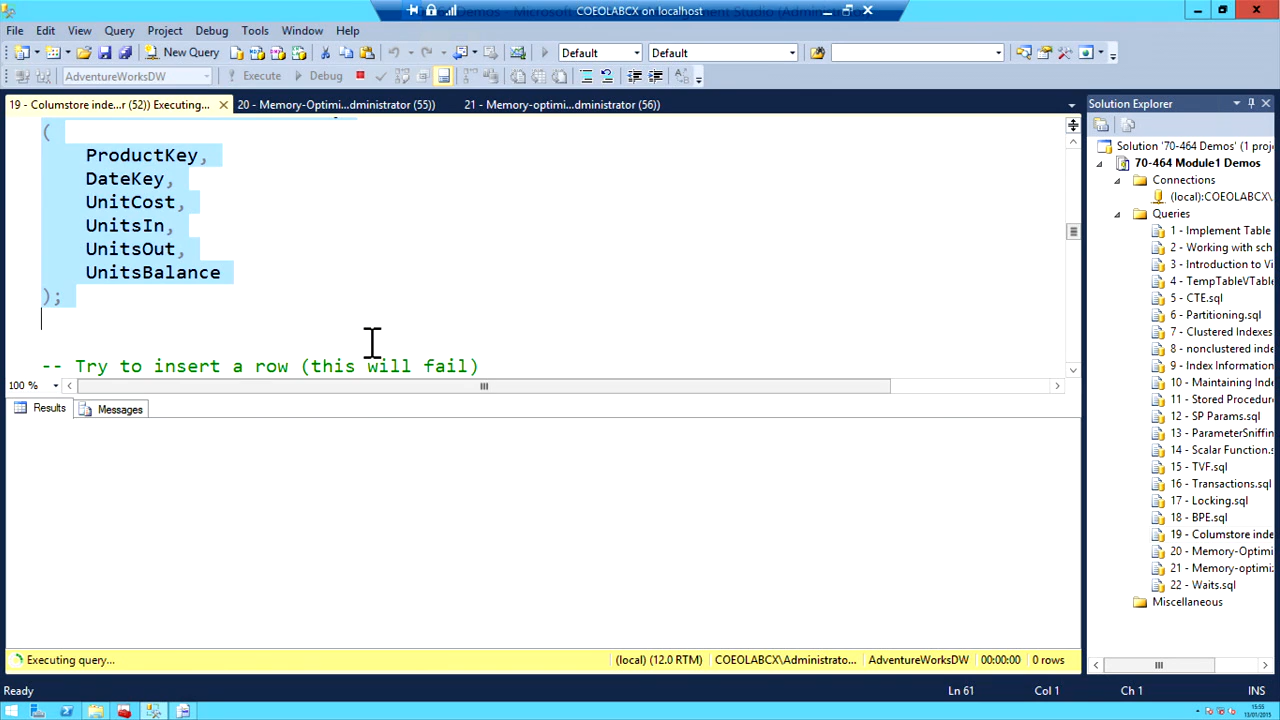 COEOLABCX on localhost
File Edit View Query Project Debug Tools Window Help
New Query Default Default
AdventureWorksDW Execute Debug
19 - Columstore inde...r (52)) Executing... 20 - Memory-Optimi...dministrator (55)) 21 - Memory-optimi...dministrator (56))
(
ProductKey,
DateKey,
UnitCost,
UnitsIn,
UnitsOut,
UnitsBalance
);
-- Try to insert a row (this will fail)
100 %
Results Messages
Executing query... (local) (12.0 RTM) COEOLABCX\Administrato... AdventureWorksDW 00:00:00 0 rows
Ready Ln 61 Col 1 Ch 1 INS
Solution Explorer
Solution '70-464 Demos' (1 proj
70-464 Module1 Demos
Connections
(local):COEOLABCX\
Queries
1 - Implement Table
2 - Working with sch
3 - Introduction to Vi
4 - TempTableVTabl
5 - CTE.sql
6 - Partitioning.sql
7 - Clustered Indexes
8 - nonclustered inde
9 - Index Information
10 - Maintaining Inde
11 - Stored Procedure
12 - SP Params.sql
13 - ParameterSniffin
14 - Scalar Function.s
15 - TVF.sql
16 - Transactions.sql
17 - Locking.sql
18 - BPE.sql
19 - Columstore inde
20 - Memory-Optimi
21 - Memory-optimiz
22 - Waits.sql
Miscellaneous
15:55
13/01/2015